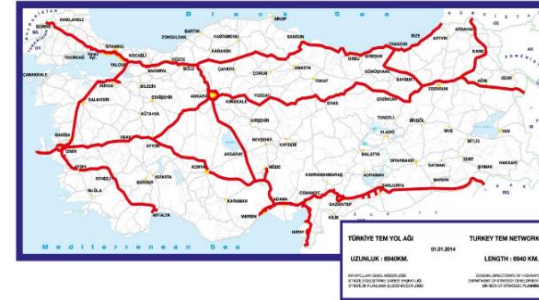 Black Sea
KIRKLARELİ
EDİRNE
TEKİRDAĞ
İSTANBUL
KOCAELİ
YALOVA
SAKARYA
DÜZCE
BOLU
ZONGULDAK
BARTIN
KARABÜK
KASTAMONU
SİNOP
SAMSUN
ÇANKIRI
ÇORUM
AMASYA
TOKAT
ORDU
GİRESUN
TRABZON
RİZE
ARTVİN
ARDAHAN
KARS
GÜMÜŞHANE
BAYBURT
ERZURUM
AĞRI
IĞDIR
ÇANAKKALE
BURSA
BİLECİK
BALIKESİR
ESKİŞEHİR
KÜTAHYA
ANKARA
KIRIKKALE
YOZGAT
SİVAS
ERZİNCAN
TUNCELİ
BİNGÖL
MUŞ
VAN
BİTLİS
KIRŞEHİR
NEVŞEHİR
KAYSERİ
ELAZIĞ
MALATYA
MANİSA
İZMİR
UŞAK
AFYON
AKSARAY
NİĞDE
KONYA
AYDIN
ISPARTA
BURDUR
MUĞLA
ANTALYA
KARAMAN
MERSİN
ADANA
OSMANİYE
KAHRAMANMARAŞ
ADIYAMAN
GAZİANTEP
KİLİS
HATAY
ŞANLIURFA
DİYARBAKIR
BATMAN
SİİRT
ŞIRNAK
HAKKARİ
MARDİN
Mediterranean Sea
TÜRKİYE TEM YOL AĞI
TURKEY TEM NETWORK
01.01.2014
UZUNLUK : 6940KM.
LENGTH : 6940 KM.